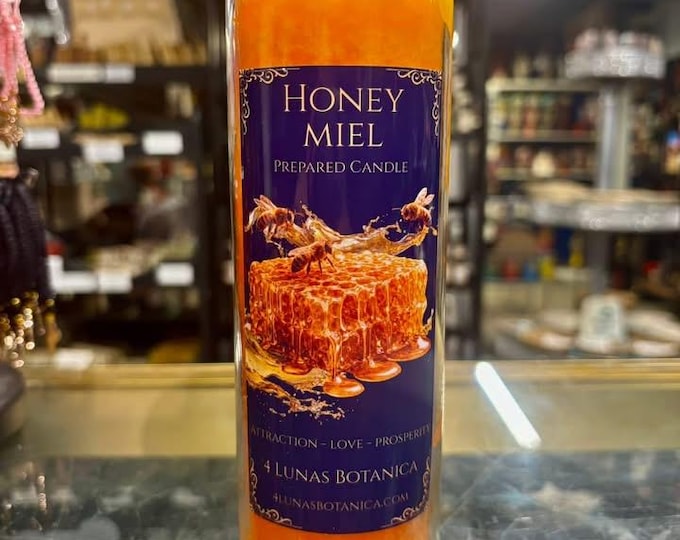 Honey
Miel
Prepared Candle
Attraction - Love - Prosperity
4 Lunas Botanica
4lunasbotanica.com